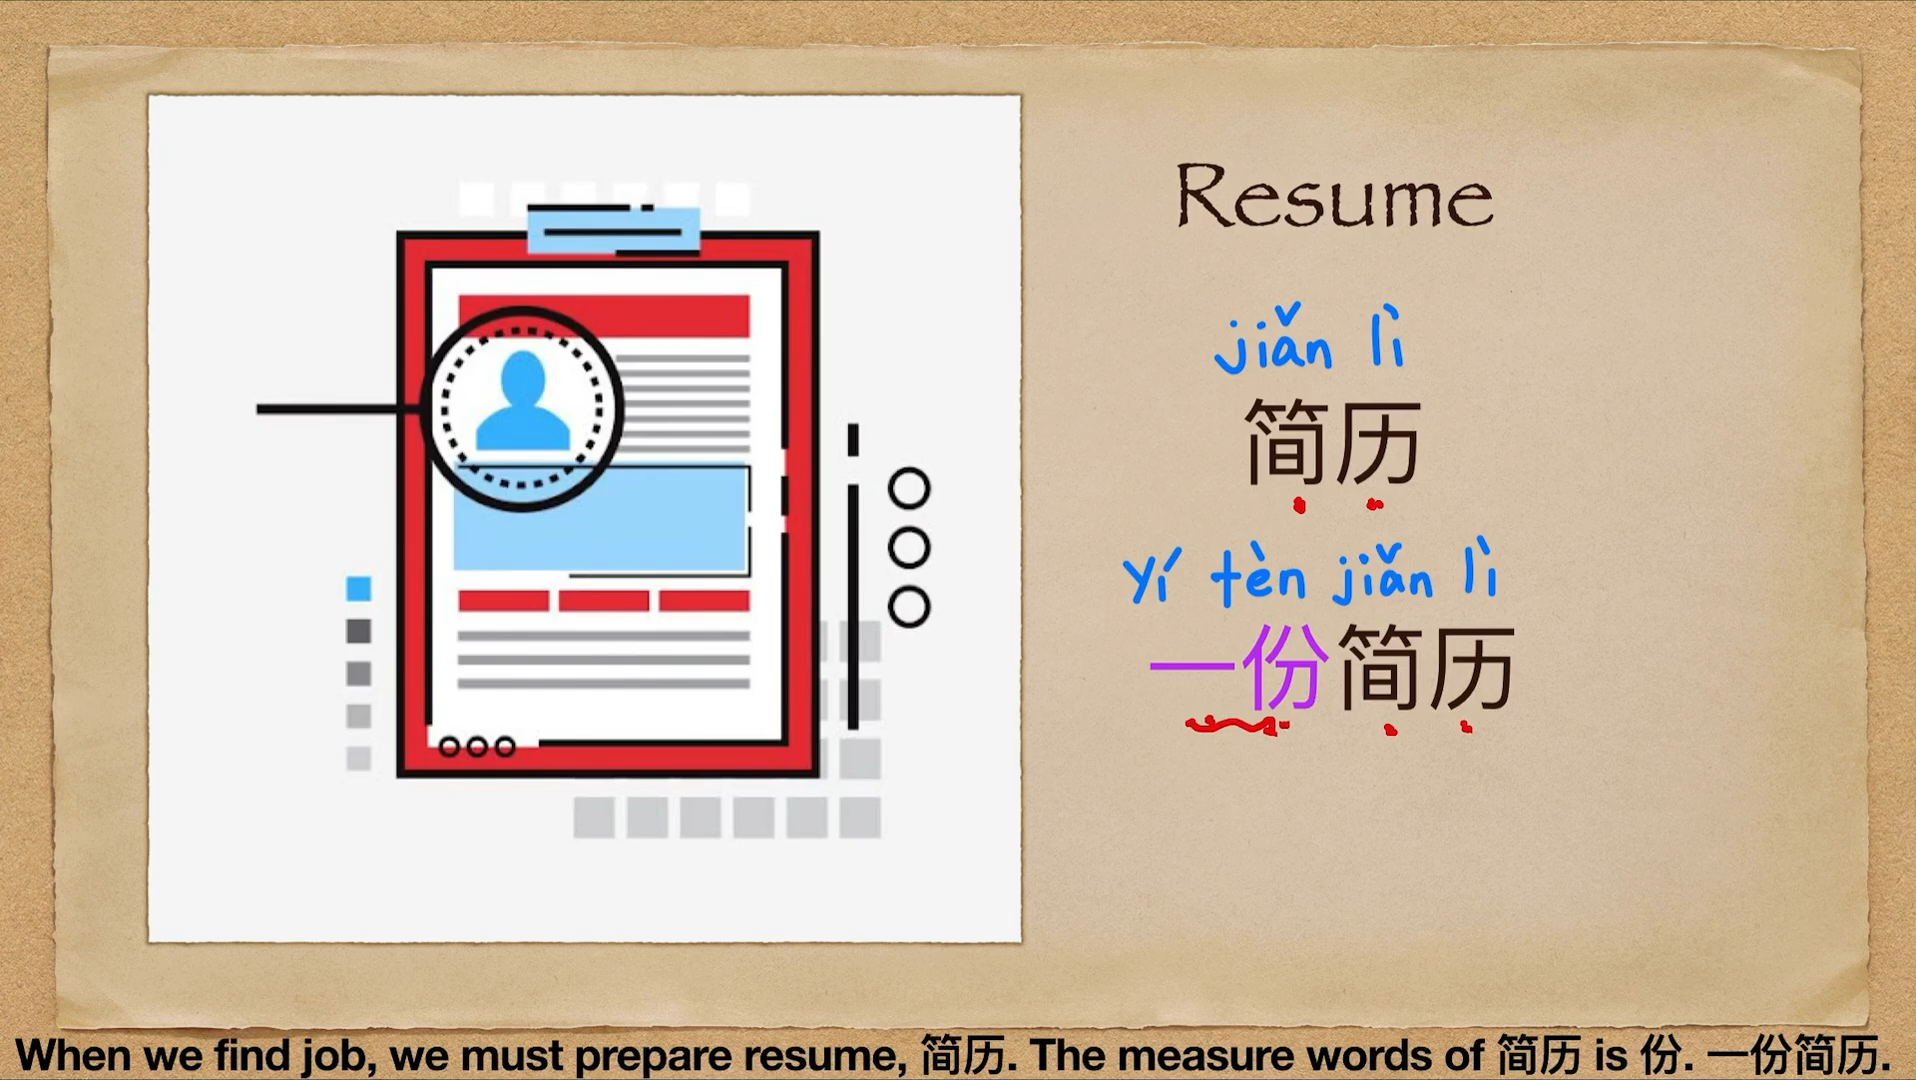 Resume
jiǎn lì
简历
yí tèn jiǎn lì
一份简历
When we find job, we must prepare resume, 简历. The measure words of 简历 is 份. 一份简历.